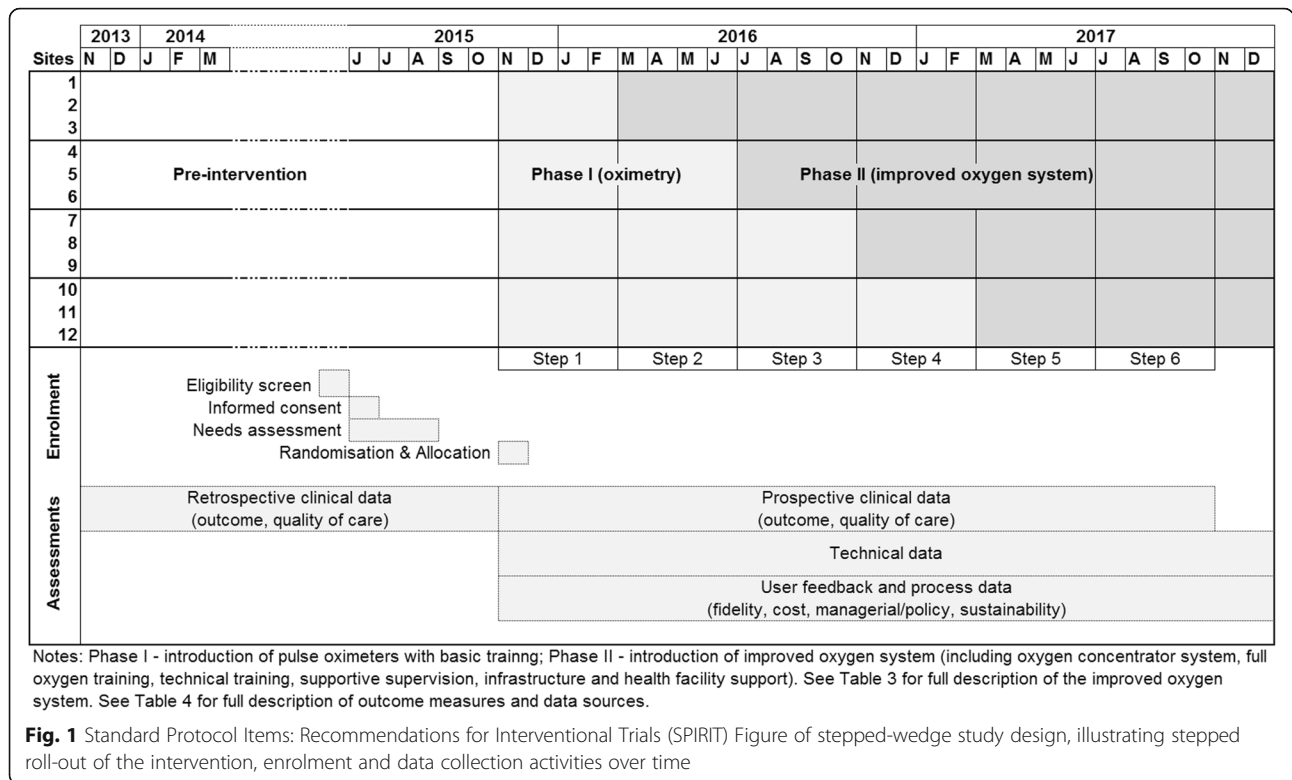 2013 2014 2015 2016 2017
Sites N D J F M J J A S O N D J F M A M J J A S O N D J F M A M J J A S O N D
1
2
3
4
5 Pre-intervention Phase I (oximetry) Phase II (improved oxygen system)
6
7
8
9
10
11
12
Step 1 Step 2 Step 3 Step 4 Step 5 Step 6
Enrolment
Eligibility screen
Informed consent
Needs assessment
Randomisation & Allocation
Assessments
Retrospective clinical data
(outcome, quality of care)
Prospective clinical data
(outcome, quality of care)
Technical data
User feedback and process data
(fidelity, cost, managerial/policy, sustainability)
Notes: Phase I - introduction of pulse oximeters with basic trainng; Phase II - introduction of improved oxygen system (including oxygen concentrator system, full
oxygen training, technical training, supportive supervision, infrastructure and health facility support). See Table 3 for full description of the improved oxygen
system. See Table 4 for full description of outcome measures and data sources.
Fig. 1 Standard Protocol Items: Recommendations for Interventional Trials (SPIRIT) Figure of stepped-wedge study design, illustrating stepped
roll-out of the intervention, enrolment and data collection activities over time